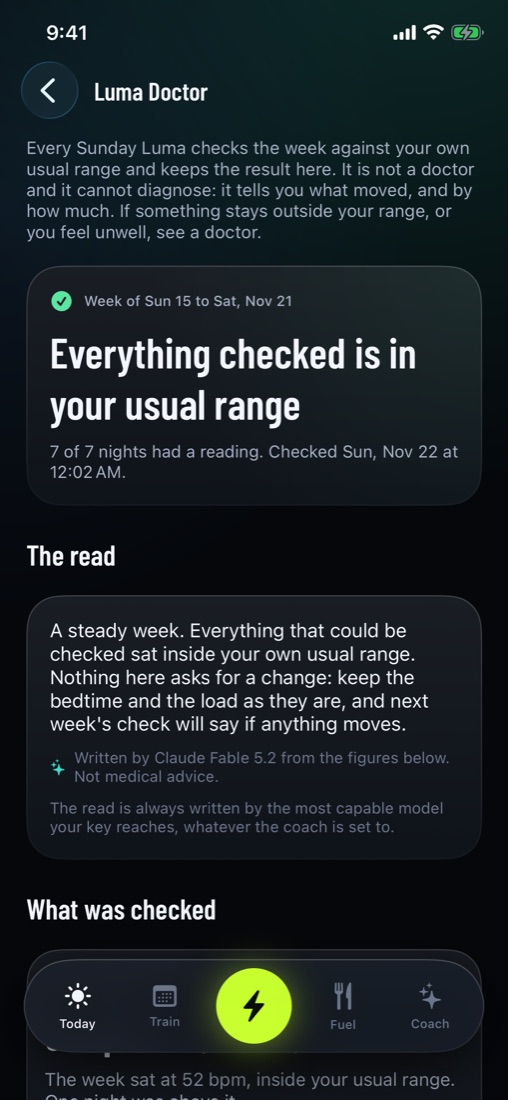 9:41
Luma Doctor
Every Sunday Luma checks the week against your own
usual range and keeps the result here. It is not a doctor
and it cannot diagnose: it tells you what moved, and by
how much. If something stays outside your range, or
you feel unwell, see a doctor.
Week of Sun 15 to Sat, Nov 21
Everything checked is in
your usual range
7 of 7 nights had a reading. Checked Sun, Nov 22 at
12:02 AM.
The read
A steady week. Everything that could be
checked sat inside your own usual range.
Nothing here asks for a change: keep the
bedtime and the load as they are, and next
week's check will say if anything moves.
Written by Claude Fable 5.2 from the figures below.
Not medical advice.
The read is always written by the most capable model
your key reaches, whatever the coach is set to.
What was checked
Today
Train
Fuel
Coach
The week sat at 52 bpm, inside your usual range.
One night was above it.